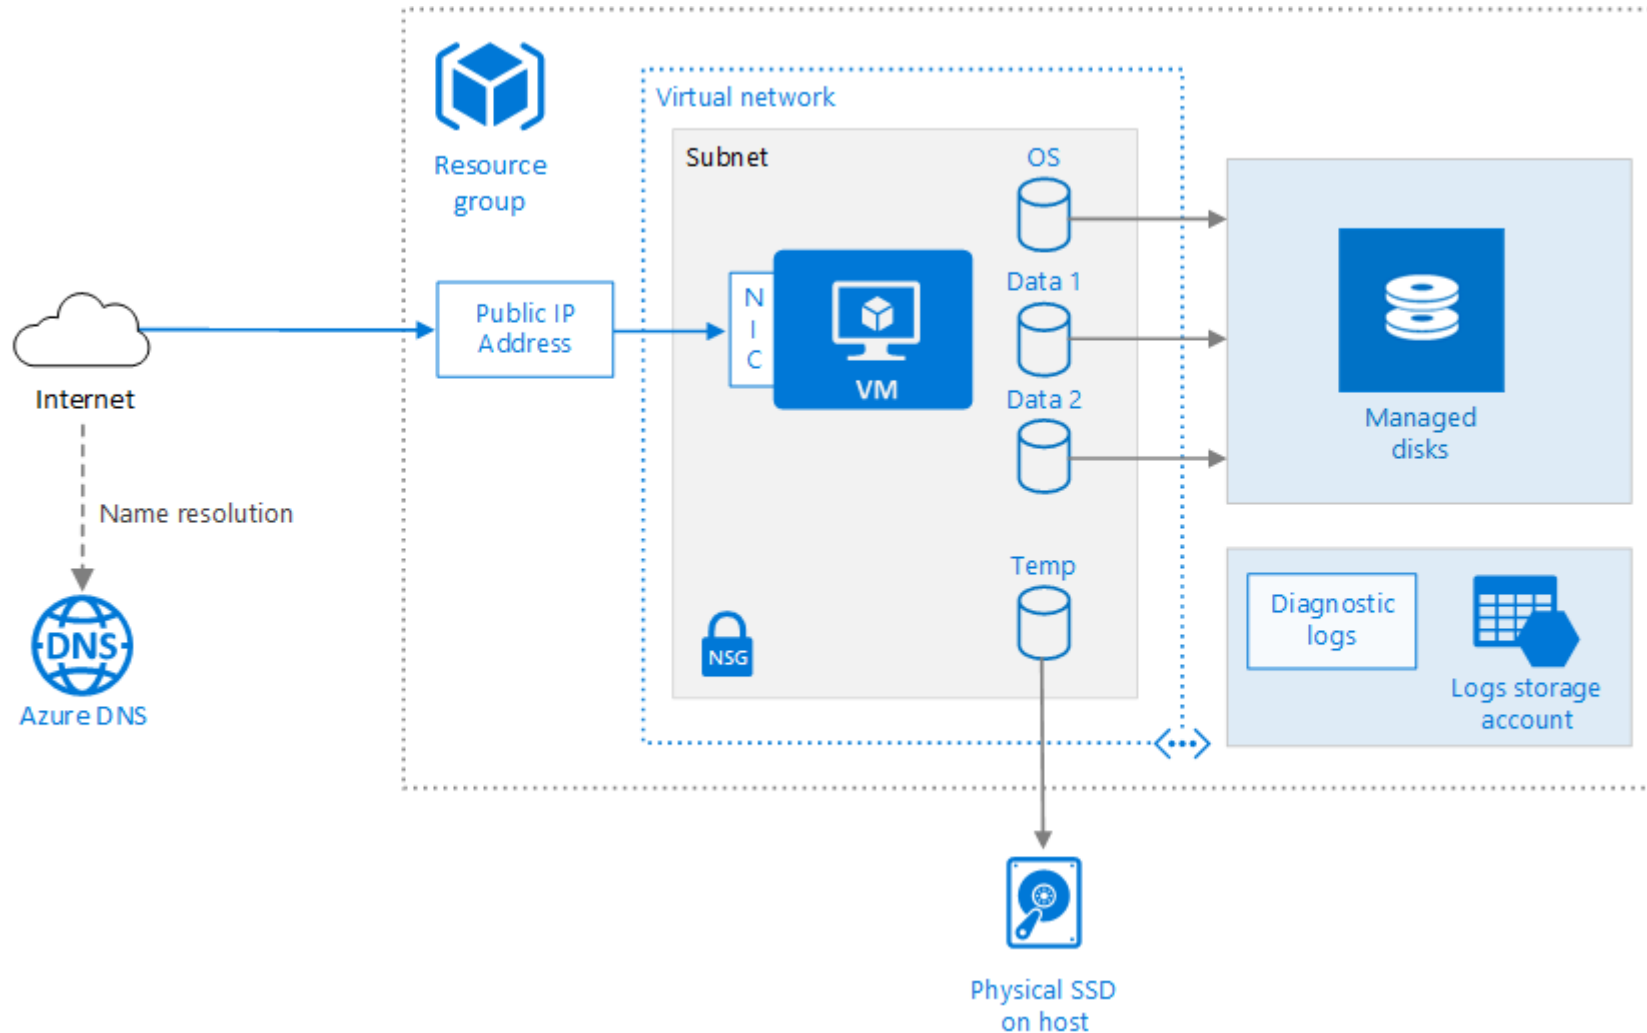 Resource
group
Virtual network
Subnet
OS
Data 1
Data 2
Temp
Public IP
Address
N
I
C
VM
NSG
Internet
Name resolution
DNS
Azure DNS
Managed
disks
Diagnostic
logs
Logs storage
account
Physical SSD
on host